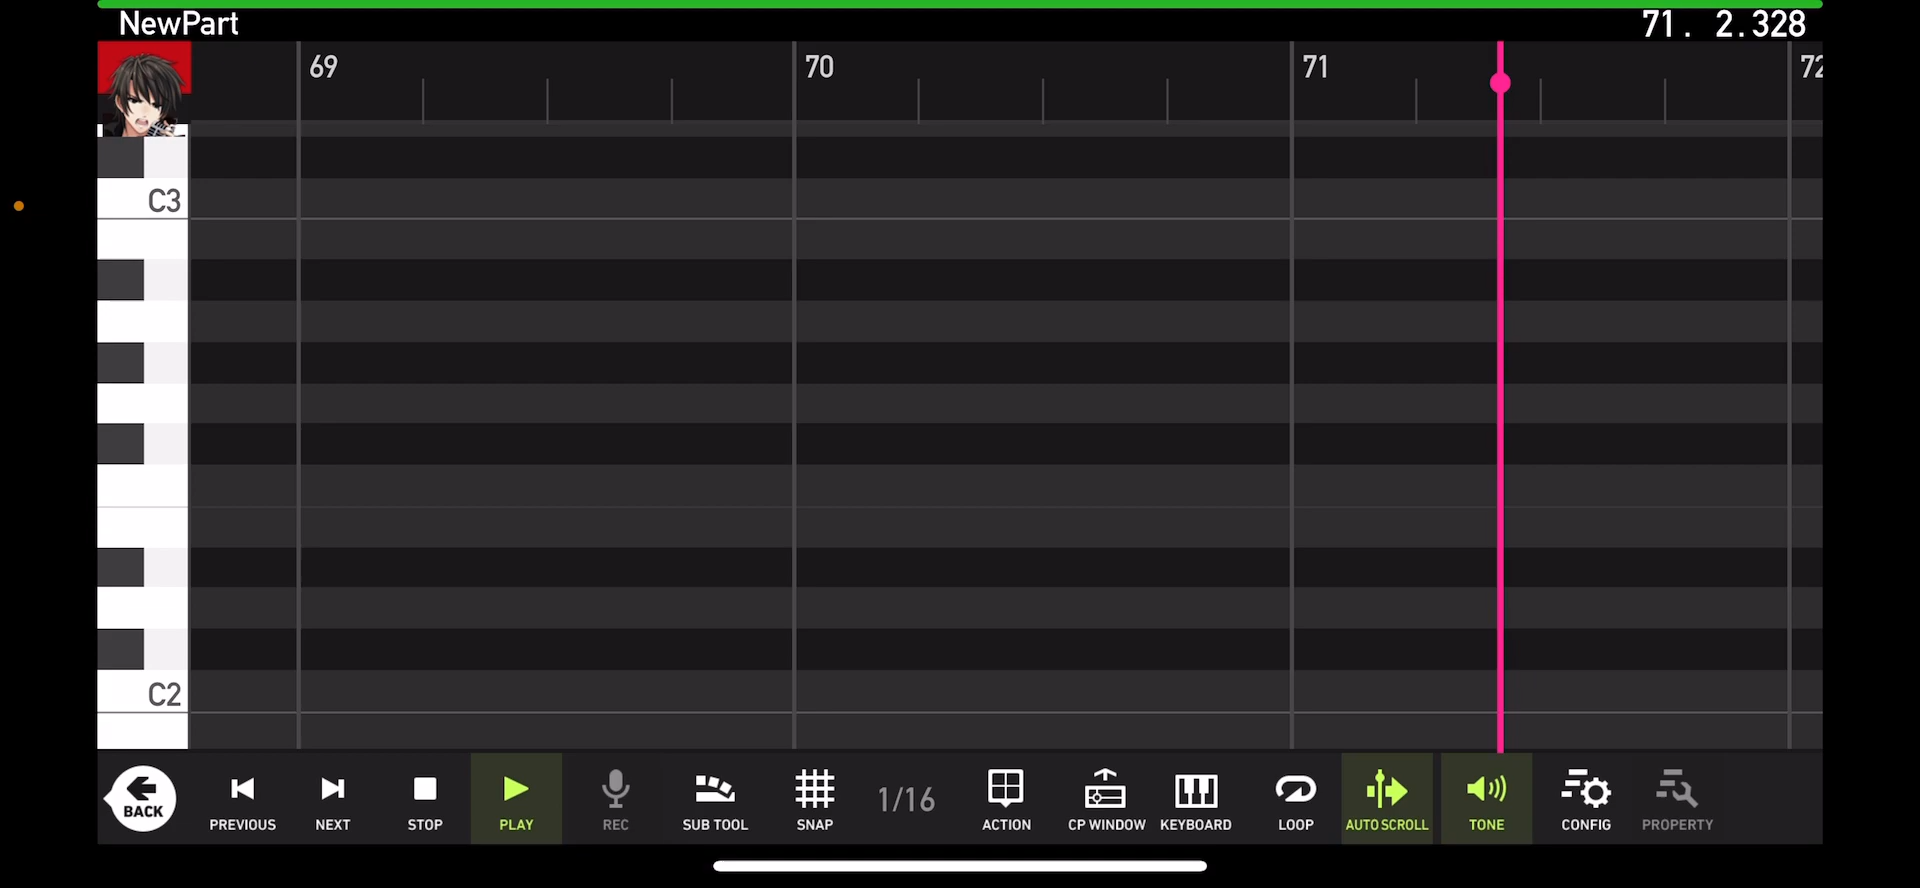 NewPart
71. 2.328
69
70
71
72
C3
C2
BACK
PREVIOUS
NEXT
STOP
PLAY
REC
SUB TOOL
SNAP
1/16
ACTION
CP WINDOW
KEYBOARD
LOOP
AUTO SCROLL
TONE
CONFIG
PROPERTY